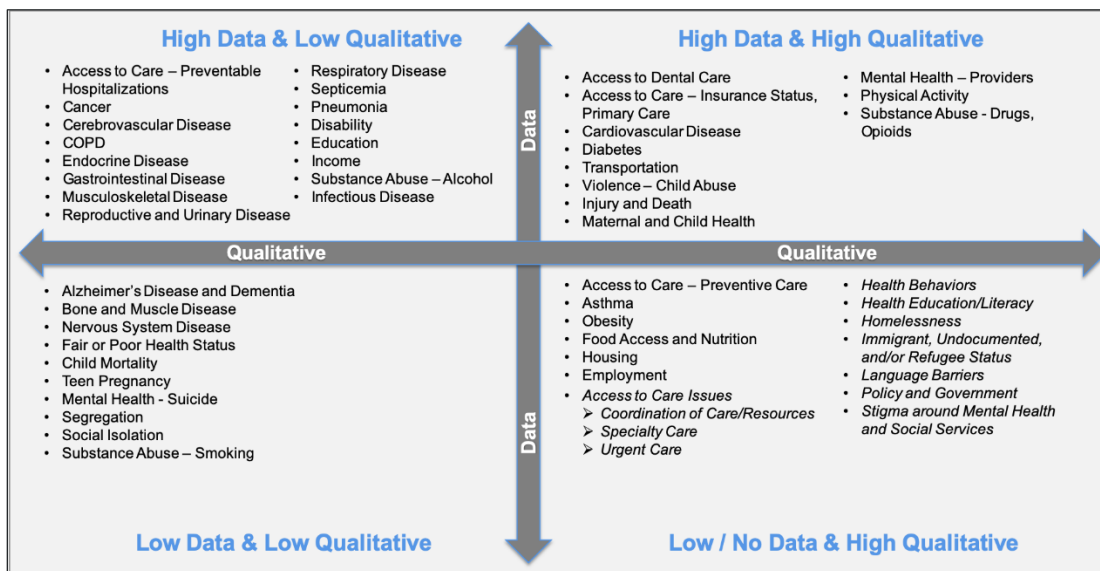 High Data & Low Qualitative
• Access to Care – Preventable
Hospitalizations
• Cancer
• Cerebrovascular Disease
• COPD
• Endocrine Disease
• Gastrointestinal Disease
• Musculoskeletal Disease
• Reproductive and Urinary Disease
• Respiratory Disease
• Septicemia
• Pneumonia
• Disability
• Education
• Income
• Substance Abuse – Alcohol
• Infectious Disease
Data
High Data & High Qualitative
• Access to Dental Care
• Access to Care – Insurance Status,
Primary Care
• Cardiovascular Disease
• Diabetes
• Transportation
• Violence – Child Abuse
• Injury and Death
• Maternal and Child Health
• Mental Health – Providers
• Physical Activity
• Substance Abuse - Drugs,
Opioids
Qualitative
Qualitative
• Alzheimer's Disease and Dementia
• Bone and Muscle Disease
• Nervous System Disease
• Fair or Poor Health Status
• Child Mortality
• Teen Pregnancy
• Mental Health - Suicide
• Segregation
• Social Isolation
• Substance Abuse – Smoking
Low Data & Low Qualitative
Data
• Access to Care – Preventive Care
• Asthma
• Obesity
• Food Access and Nutrition
• Housing
• Employment
• Access to Care Issues
➢ Coordination of Care/Resources
➢ Specialty Care
➢ Urgent Care
• Health Behaviors
• Health Education/Literacy
• Homelessness
• Immigrant, Undocumented,
and/or Refugee Status
• Language Barriers
• Policy and Government
• Stigma around Mental Health
and Social Services
Low / No Data & High Qualitative